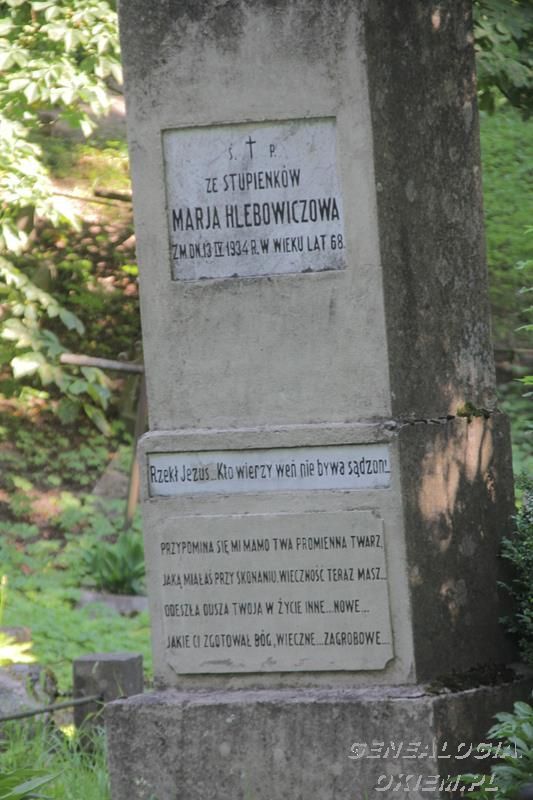 Ś. † P.
ZE STUPIENKÓW
MARJA HLEBOWICZOWA
ZM. DN. 13 IV 1934 R. W WIEKU LAT 68.
Rzekł Jezus... Kto wierzy weń nie bywa sądzon!..
PRZYPOMINA SIĘ MI MAMO TWA PROMIENNA TWARZ,
JAKĄ MIAŁAŚ PRZY SKONANIU, WIECZNOŚĆ TERAZ MASZ...
ODESZŁA DUSZA TWOJA W ŻYCIE INNE...NOWE...
JAKIE CI ZGOTOWAŁ BÓG, WIECZNE...ZAGROBOWE...
GENEALOGIA.
OKIEM.PL